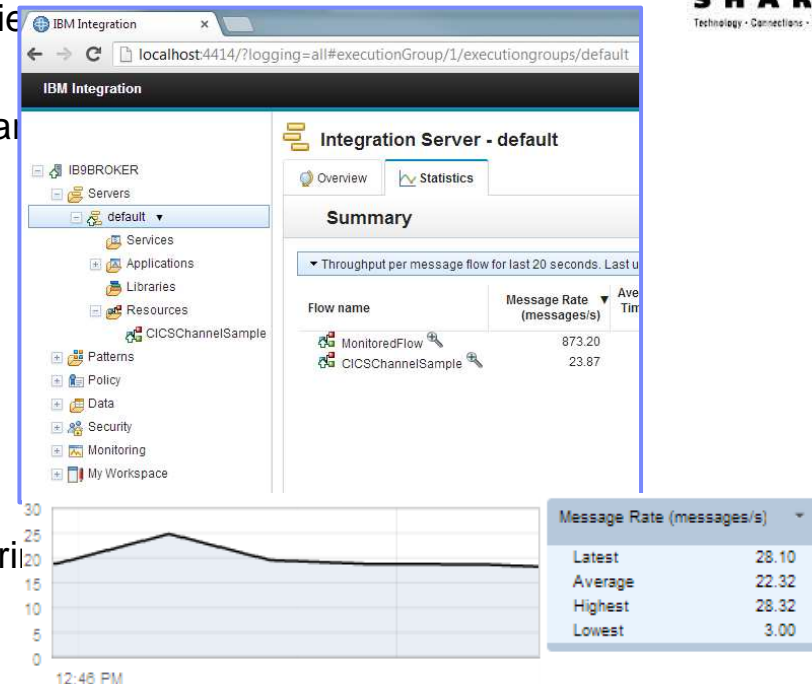 IBM Integration
localhost:4414/?logging=all#executionGroup/1/executiongroups/default
Technology · Connections ·
IBM Integration
IB9BROKER
Servers
default
Services
Applications
Libraries
Resources
CICSChannelSample
Patterns
Policy
Data
Security
Monitoring
My Workspace
Integration Server - default
Overview
Statistics
Summary
Throughput per message flow for last 20 seconds. Last u
Flow name
Message Rate
(messages/s)
Ave
Tim
MonitoredFlow 873.20
CICSChannelSample 23.87
30
25
20
15
10
5
0
12:46 PM
Message Rate (messages/s)
Latest 28.10
Average 22.32
Highest 28.32
Lowest 3.00